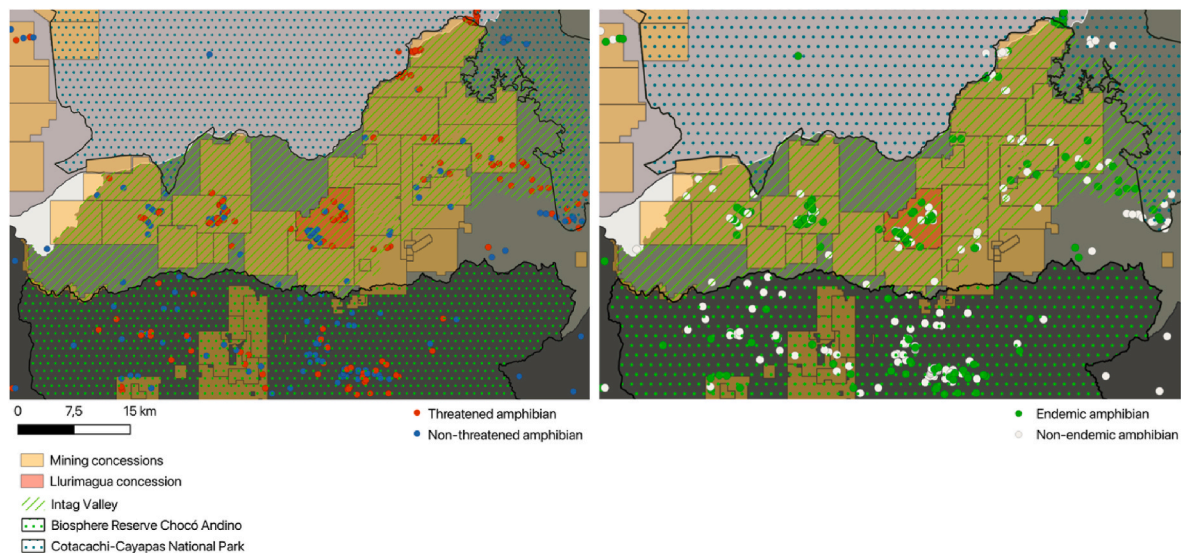 0 7,5 15 km
Threatened amphibian
Non-threatened amphibian
Endemic amphibian
Non-endemic amphibian
Mining concessions
Llurimagua concession
Intag Valley
Biosphere Reserve Chocó Andino
Cotacachi-Cayapas National Park